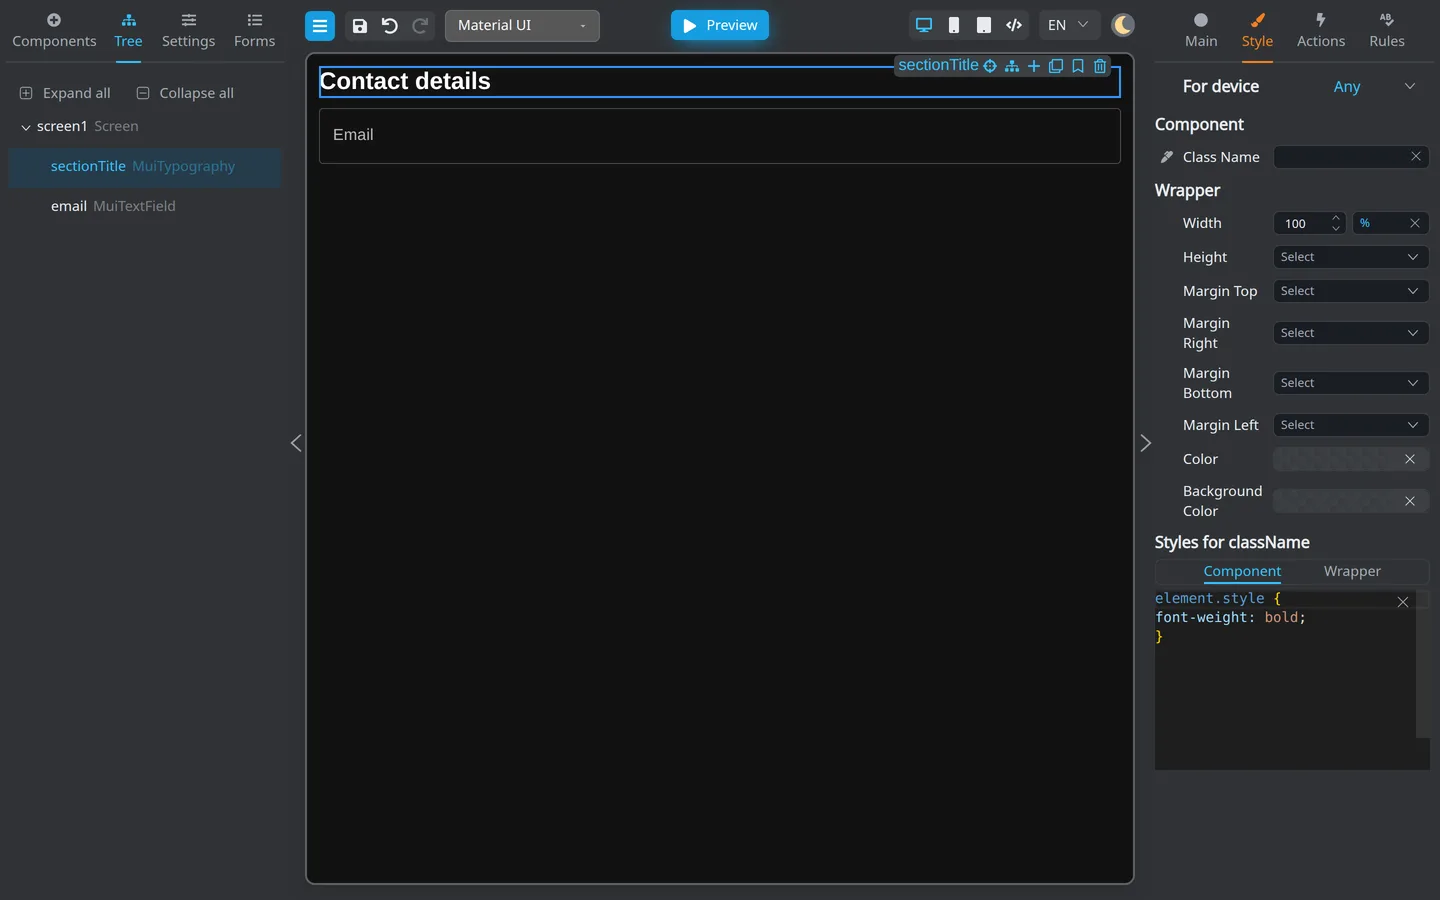 Components
Tree
Settings
Forms
Material UI
Preview
EN
Main
Style
Actions
AB
Rules
Expand all
Collapse all
screen1 Screen
sectionTitle MuiTypography
email MuiTextField
sectionTitle
Contact details
Email
For device
Any
Component
Class Name
Wrapper
Width
100
%
Height
Select
Margin Top
Select
Margin
Right
Select
Margin
Bottom
Select
Margin Left
Select
Color
Background
Color
Styles for className
Component
Wrapper
element.style {
font-weight: bold;
}